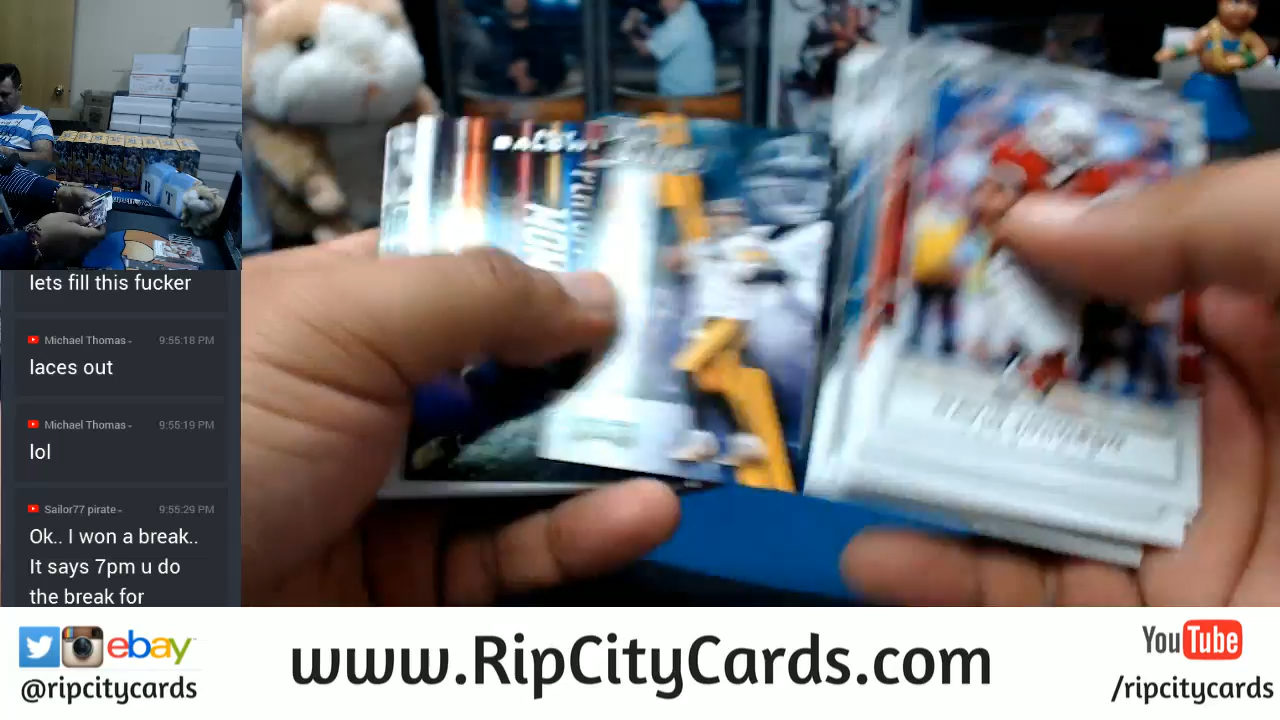 lets fill this fucker
Michael Thomas 9:55:18 PM
laces out
Michael Thomas 9:55:19 PM
lol
Sailor77 pirate 9:55:29 PM
Ok.. I won a break..
It says 7pm u do
the break for
ebay
@ripcitycards
www.RipCityCards.com
YouTube
/ripcitycards
R T